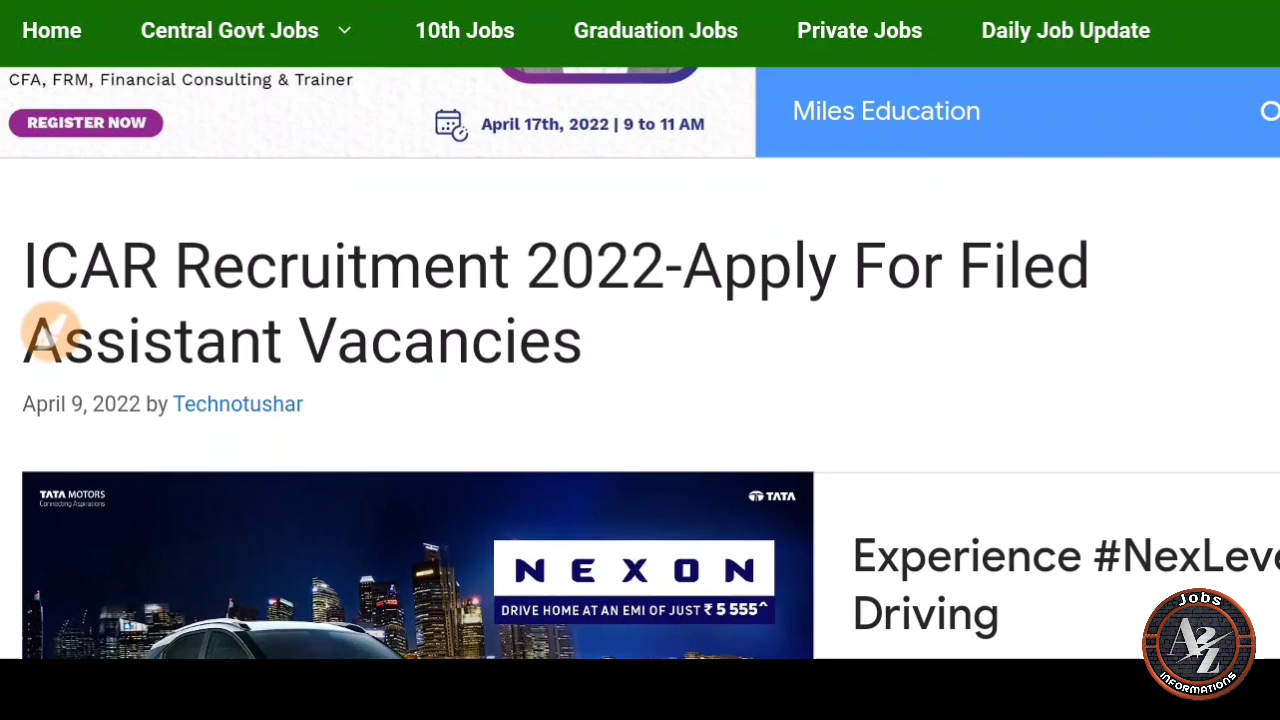 Home Central Govt Jobs 10th Jobs Graduation Jobs Private Jobs Daily Job Update
CFA, FRM, Financial Consulting & Trainer
REGISTER NOW
April 17th, 2022 | 9 to 11 AM
Miles Education
ICAR Recruitment 2022-Apply For Filed
Assistant Vacancies
April 9, 2022 by Technotushar
TATA MOTORS
Connecting Aspirations
TATA
NEXON
DRIVE HOME AT AN EMI OF JUST ₹ 5 555^
Experience #NexLeve
Driving
Jobs
A2Z
INFORMATIONS